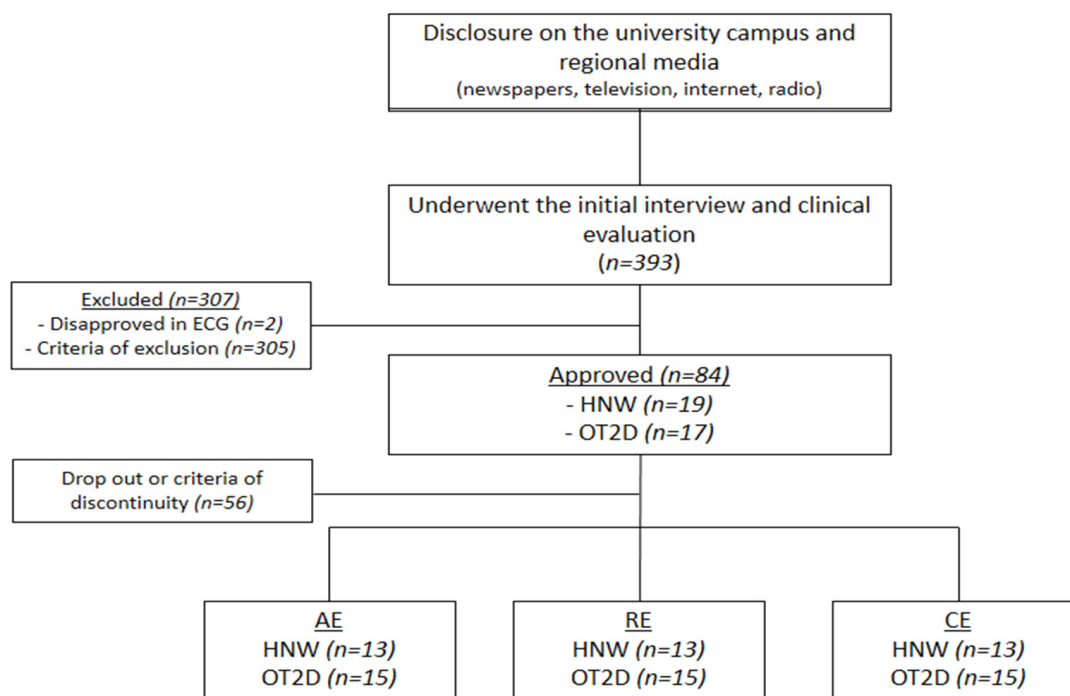 Disclosure on the university campus and
regional media
(newspapers, television, internet, radio)
Underwent the initial interview and clinical
evaluation
(n=393)
Excluded (n=307)
- Disapproved in ECG (n=2)
- Criteria of exclusion (n=305)
Approved (n=84)
- HNW (n=19)
- OT2D (n=17)
Drop out or criteria of
discontinuity (n=56)
AE
HNW (n=13)
OT2D (n=15)
RE
HNW (n=13)
OT2D (n=15)
CE
HNW (n=13)
OT2D (n=15)